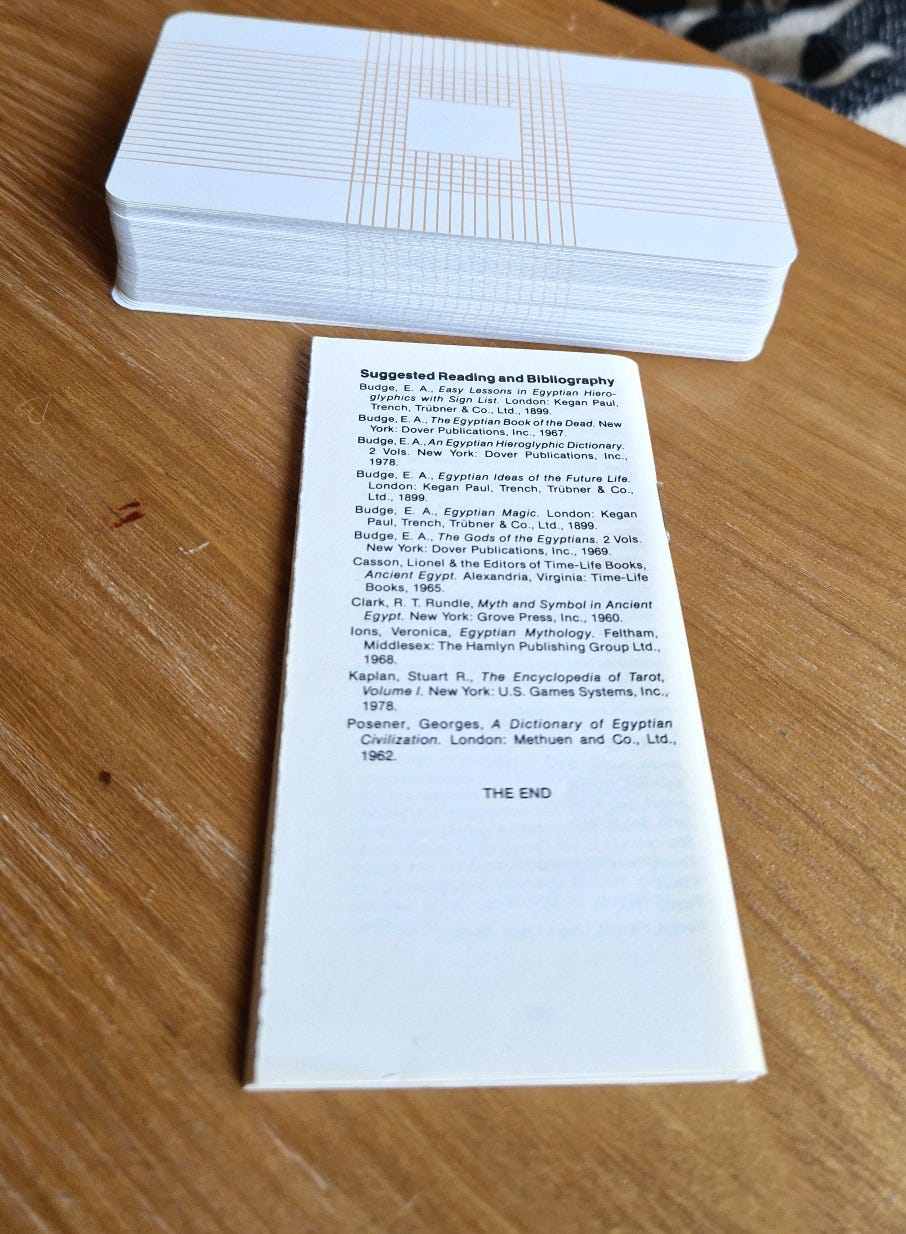 Suggested Reading and Bibliography
Budge, E. A., Easy Lessons in Egyptian Hiero-
glyphics with Sign List. London: Kegan Paul,
Trench, Trübner & Co., Ltd., 1899.
Budge, E. A., The Egyptian Book of the Dead. New
York: Dover Publications, Inc., 1967.
Budge, E. A., An Egyptian Hieroglyphic Dictionary.
2 Vols. New York: Dover Publications, Inc.,
1978.
Budge, E. A., Egyptian Ideas of the Future Life.
London: Kegan Paul, Trench, Trübner & Co.,
Ltd., 1899.
Budge, E. A., Egyptian Magic. London: Kegan
Paul, Trench, Trübner & Co., Ltd., 1899.
Budge, E. A., The Gods of the Egyptians. 2 Vols.
New York: Dover Publications, Inc., 1969.
Casson, Lionel & the Editors of Time-Life Books,
Ancient Egypt. Alexandria, Virginia: Time-Life
Books, 1965.
Clark, R. T. Rundle, Myth and Symbol in Ancient
Egypt. New York: Grove Press, Inc., 1960.
Ions, Veronica, Egyptian Mythology. Feltham,
Middlesex: The Hamlyn Publishing Group Ltd.,
1968.
Kaplan, Stuart R., The Encyclopedia of Tarot,
Volume I. New York: U.S. Games Systems, Inc.,
1978.
Posener, Georges, A Dictionary of Egyptian
Civilization. London: Methuen and Co., Ltd.,
1962.
THE END